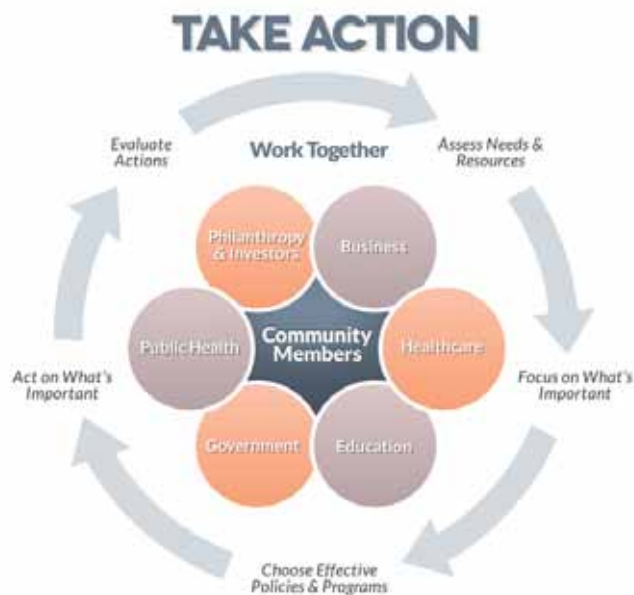 TAKE ACTION
Evaluate
Actions
Work Together
Assess Needs &
Resources
Philanthropy
& Investors
Business
Public Health
Community
Members
Healthcare
Act on What's
Important
Focus on What's
Important
Government
Education
Choose Effective
Policies & Programs